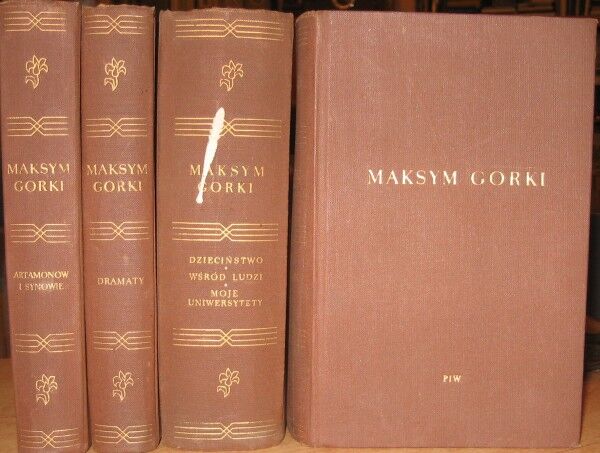 MAKSYM
GORKI
ARTAMONOW
I SYNOWIE
MAKSYM
GORKI
DRAMATY
MAKSYM
GORKI
DZIECIŃSTWO
•
WŚRÓD LUDZI
•
MOJE
UNIWERSYTETY
MAKSYM GORKI
PIW